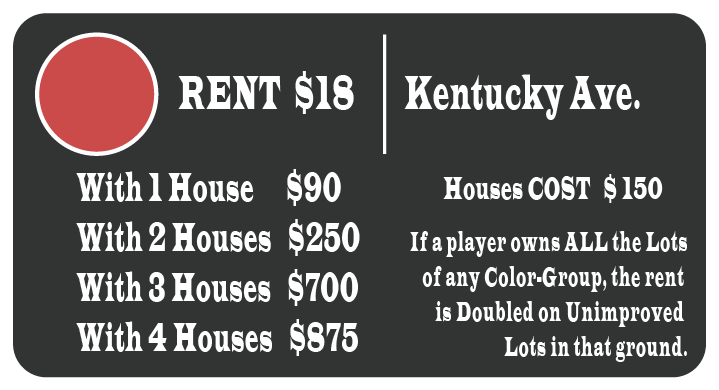 RENT $18
Kentucky Ave.
With 1 House $90
With 2 Houses $250
With 3 Houses $700
With 4 Houses $875
Houses COST $150
If a player owns ALL the Lots
of any Color-Group, the rent
is Doubled on Unimproved
Lots in that ground.